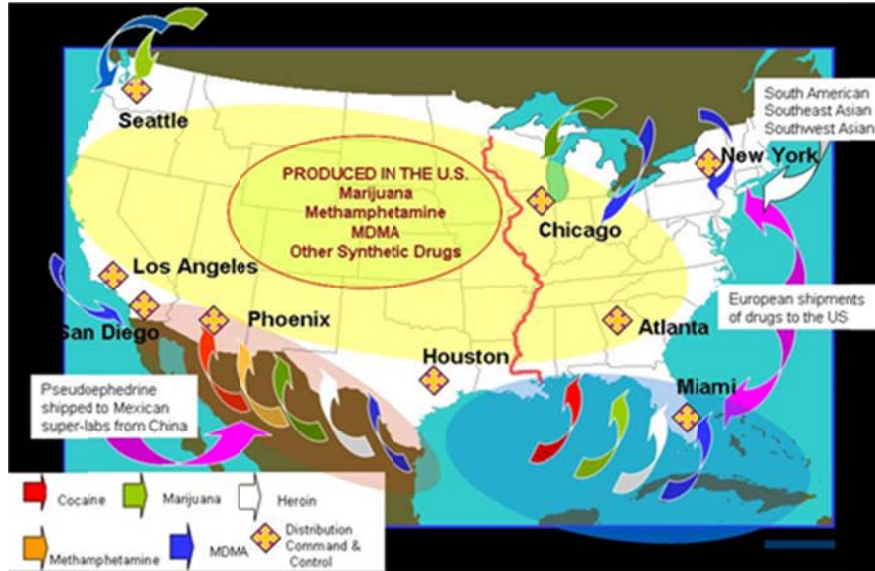 South American
Southeast Asian
Southwest Asian
Seattle
New York
PRODUCED IN THE U.S.
Marijuana
Methamphetamine
MDMA
Other Synthetic Drugs
Chicago
Los Angeles
European shipments
of drugs to the US
San Diego
Phoenix
Atlanta
Houston
Miami
Pseudoephedrine
shipped to Mexican
super-labs from China
Cocaine
Marijuana
Heroin
Methamphetamine
MDMA
Distribution
Command &
Control